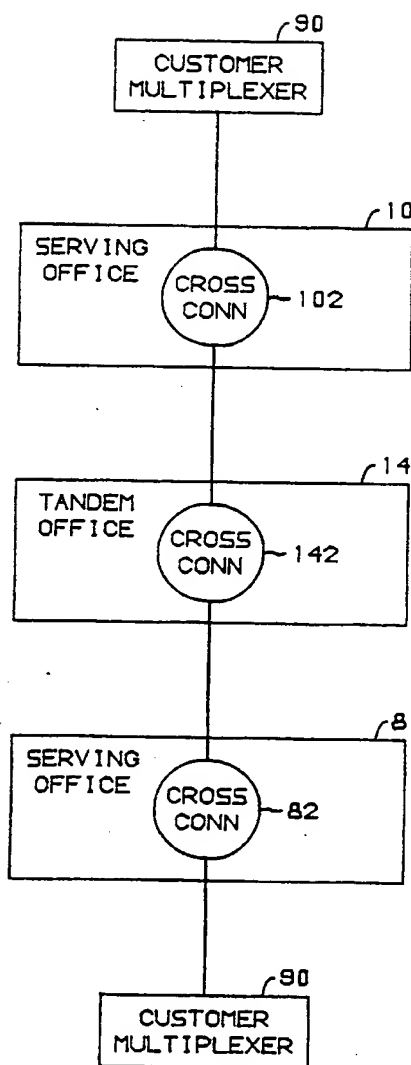 90
CUSTOMER
MULTIPLEXER
10
SERVING
OFFICE
CROSS
CONN
102
14
TANDEM
OFFICE
CROSS
CONN
142
8
SERVING
OFFICE
CROSS
CONN
82
90
CUSTOMER
MULTIPLEXER